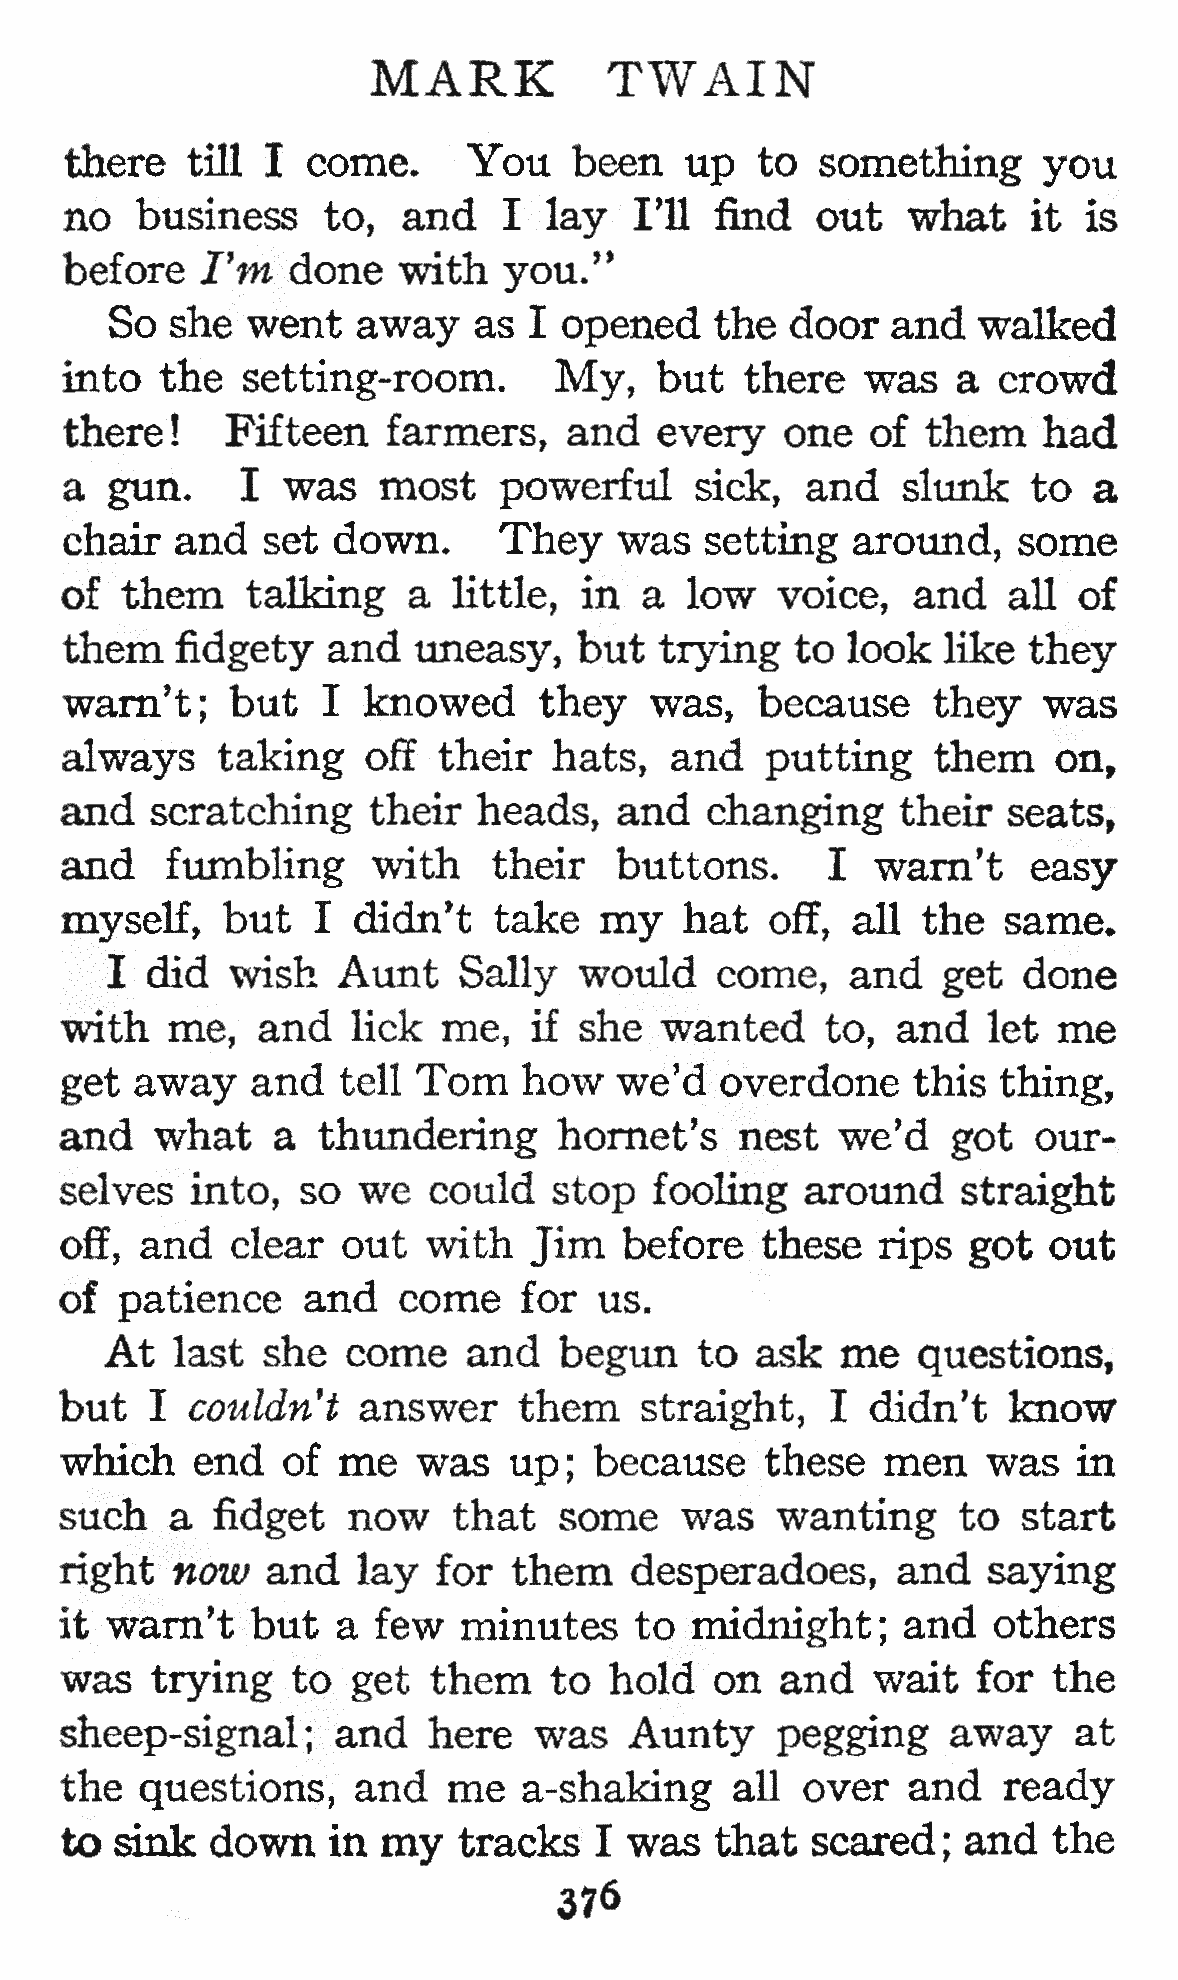 MARK TWAIN
there till I come. You been up to something you
no business to, and I lay I'll find out what it is
before I'm done with you."
So she went away as I opened the door and walked
into the setting-room. My, but there was a crowd
there! Fifteen farmers, and every one of them had
a gun. I was most powerful sick, and slunk to a
chair and set down. They was setting around, some
of them talking a little, in a low voice, and all of
them fidgety and uneasy, but trying to look like they
warn't; but I knowed they was, because they was
always taking off their hats, and putting them on,
and scratching their heads, and changing their seats,
and fumbling with their buttons. I warn't easy
myself, but I didn't take my hat off, all the same.
I did wish Aunt Sally would come, and get done
with me, and lick me, if she wanted to, and let me
get away and tell Tom how we'd overdone this thing,
and what a thundering hornet's nest we'd got our-
selves into, so we could stop fooling around straight
off, and clear out with Jim before these rips got out
of patience and come for us.
At last she come and begun to ask me questions,
but I couldn't answer them straight, I didn't know
which end of me was up; because these men was in
such a fidget now that some was wanting to start
right now and lay for them desperadoes, and saying
it warn't but a few minutes to midnight; and others
was trying to get them to hold on and wait for the
sheep-signal; and here was Aunty pegging away at
the questions, and me a-shaking all over and ready
to sink down in my tracks I was that scared; and the
376